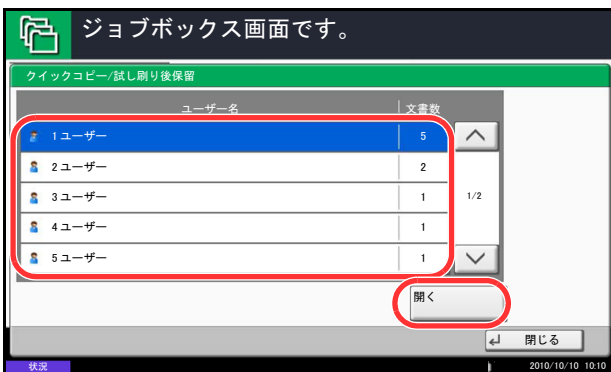 ジョブボックス画面です。
クイックコピー/試し刷り後保留
ユーザー名 文書数
1 ユーザー 5
2 ユーザー 2
3 ユーザー 1
1/2
4 ユーザー 1
5 ユーザー 1
開く
閉じる
状況 2010/10/10 10:10